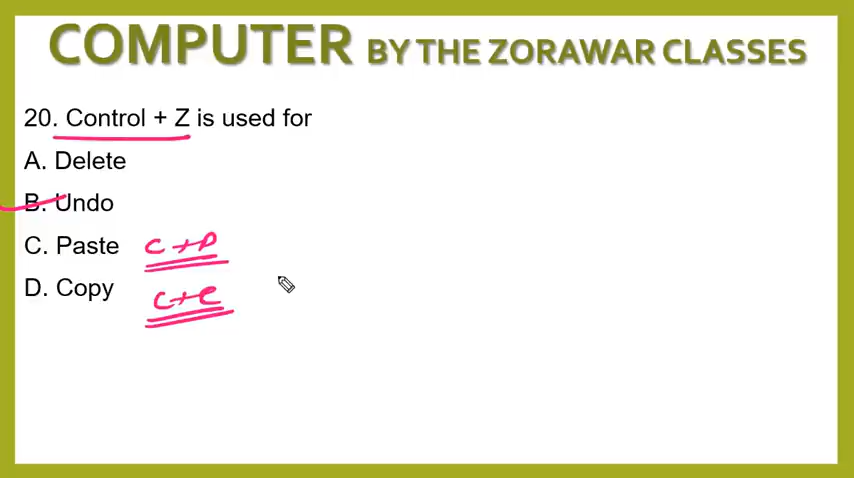 COMPUTER BY THE ZORAWAR CLASSES
20. Control + Z is used for
A. Delete
B. Undo
C. Paste C+P
D. Copy C+C